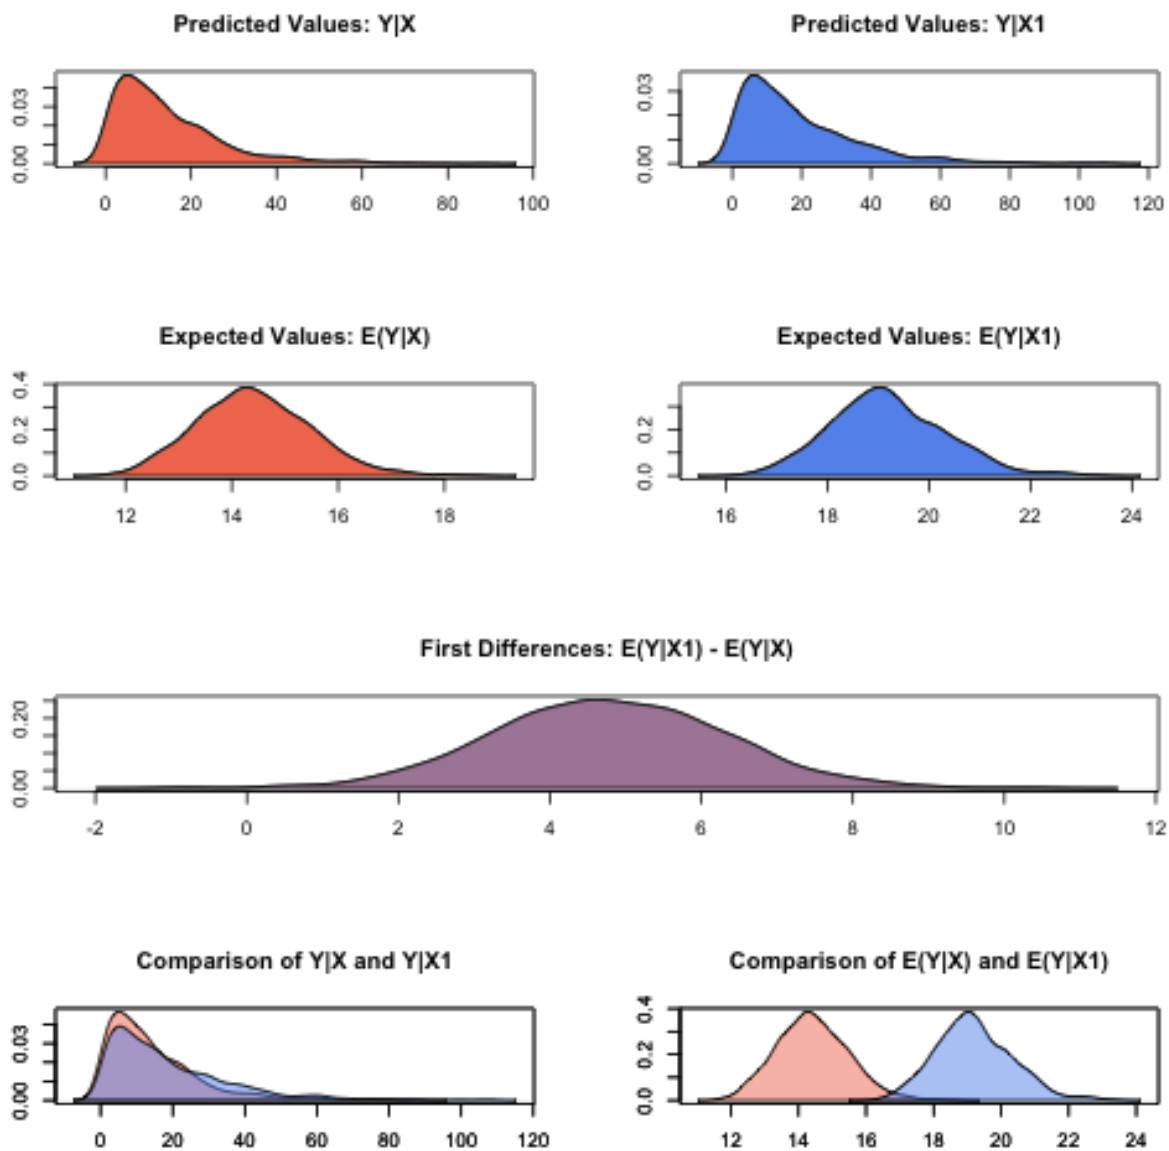 Predicted Values: Y|X
0.00 0.03
0 20 40 60 80 100
Predicted Values: Y|X1
0.00 0.03
0 20 40 60 80 100 120
Expected Values: E(Y|X)
0.0 0.2 0.4
12 14 16 18
Expected Values: E(Y|X1)
0.0 0.2
16 18 20 22 24
First Differences: E(Y|X1) - E(Y|X)
0.00 0.20
-2 0 2 4 6 8 10 12
Comparison of Y|X and Y|X1
0.00 0.03
0 20 40 60 80 100 120
Comparison of E(Y|X) and E(Y|X1)
0.0 0.2 0.4
12 14 16 18 20 22 24